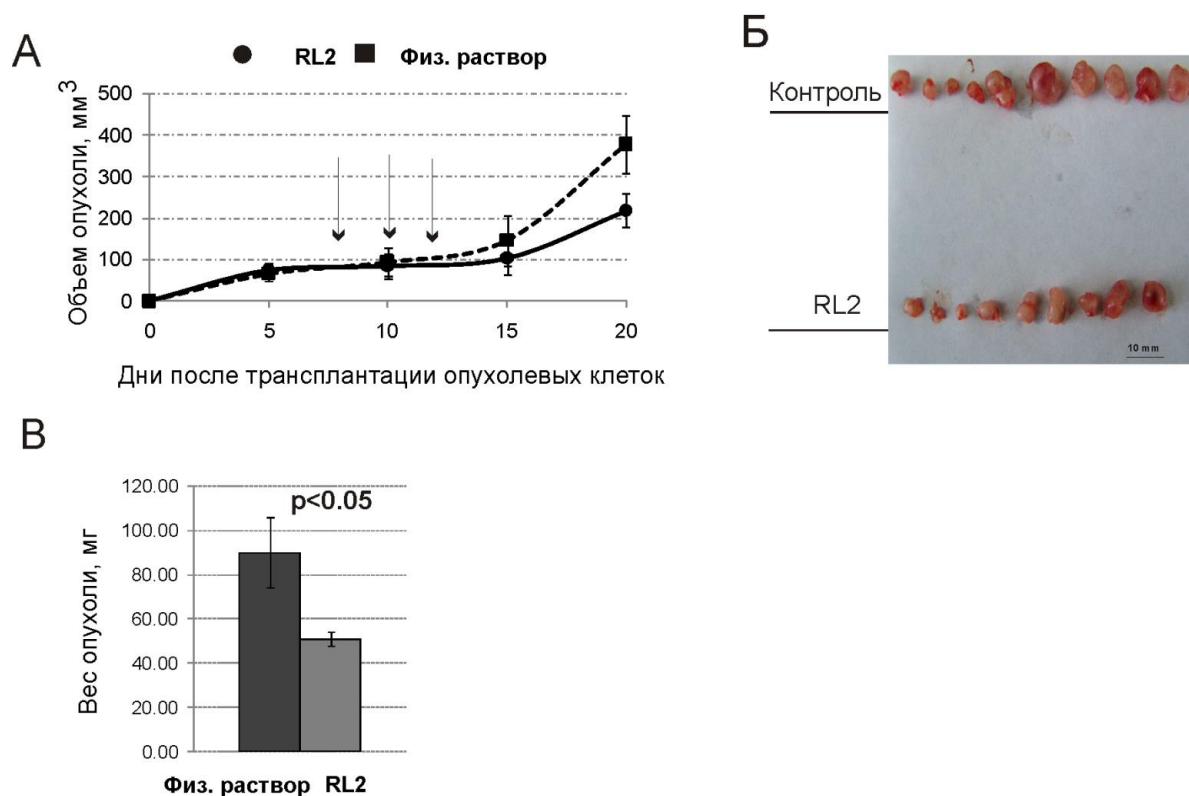 А
RL2 Физ. раствор
Объем опухоли, мм3
500
400
300
200
100
0
0 5 10 15 20
Дни после трансплантации опухолевых клеток
Б
Контроль
RL2
10 mm
В
Вес опухоли, мг
120.00
100.00
80.00
60.00
40.00
20.00
0.00
p<0.05
Физ. раствор RL2